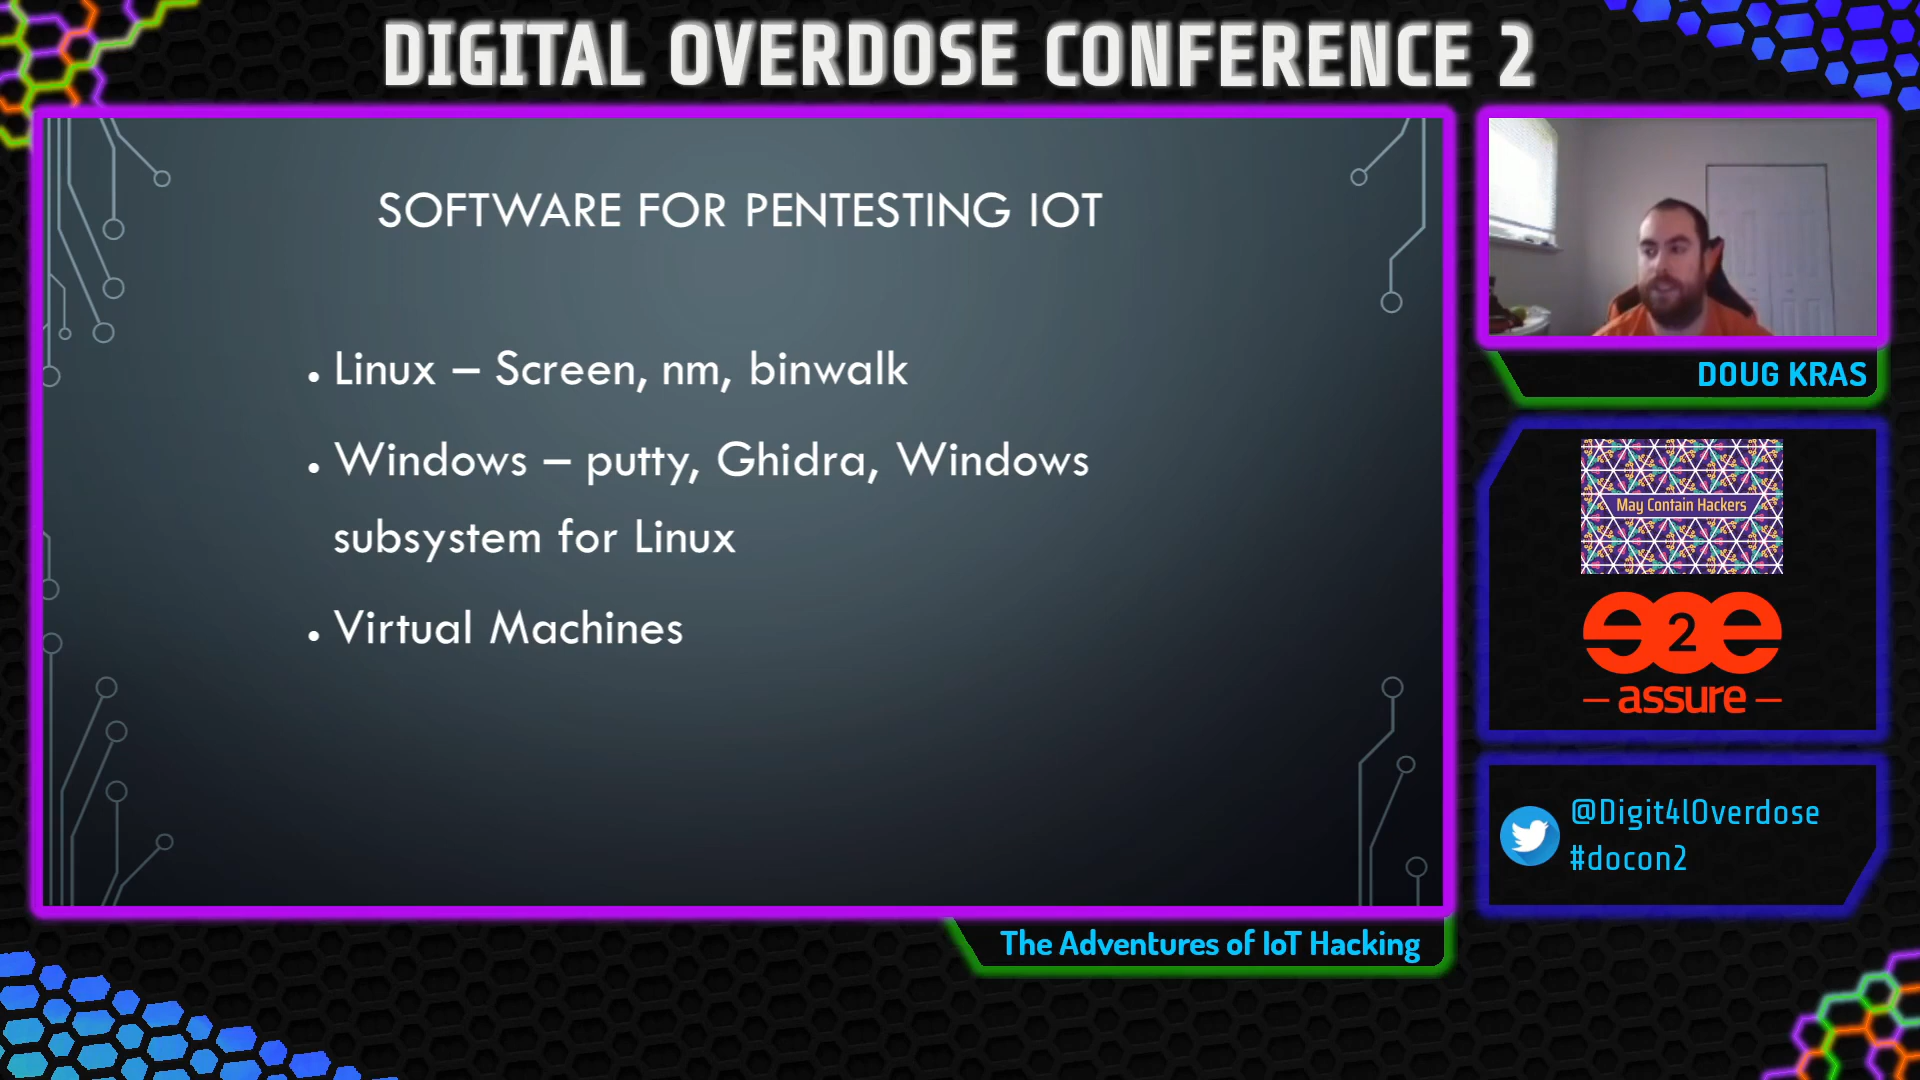 DIGITAL OVERDOSE CONFERENCE 2
SOFTWARE FOR PENTESTING IOT
• Linux – Screen, nm, binwalk
• Windows – putty, Ghidra, Windows
subsystem for Linux
• Virtual Machines
The Adventures of IoT Hacking
DOUG KRAS
May Contain Hackers
e2e
– assure –
@Digit4lOverdose
#docon2